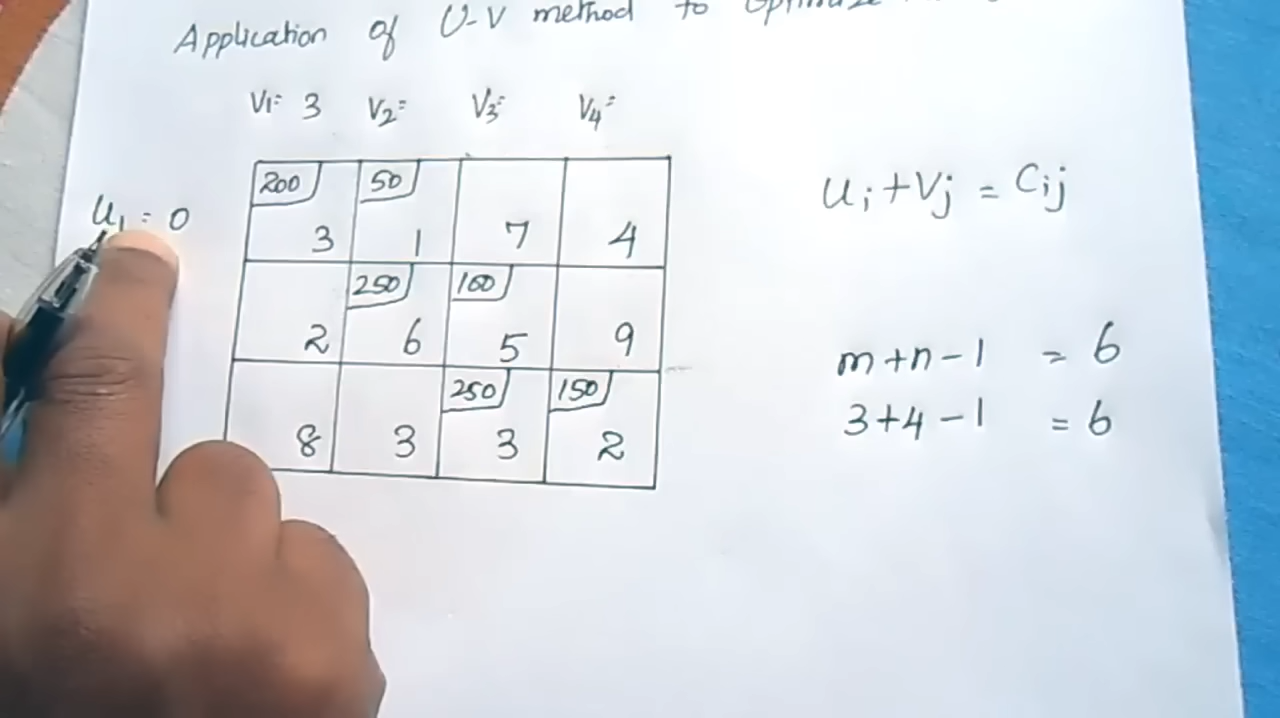 Application of U-V method to
V1= 3 V2= V3= V4=
200 50
U1 = 0 3 1 7 4
250 100
2 6 5 9
250 150
8 3 3 2
Ui+Vj = Cij
m+n-1 = 6
3+4-1 = 6